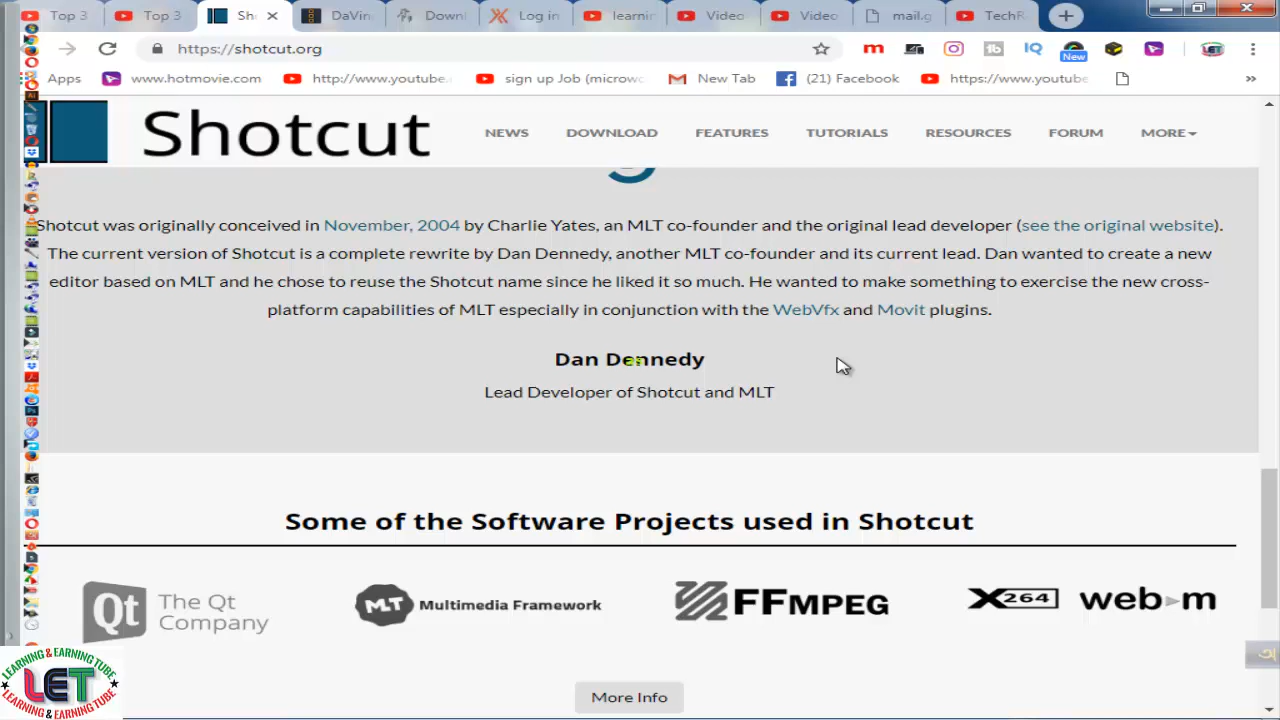 Top 3
Top 3
Sh
DaVin
Downl
Log in
learnin
Video
Video
mail.g
TechR
https://shotcut.org
New
Apps
www.hotmovie.com
http://www.youtube.
sign up Job (microwo
New Tab
(21) Facebook
https://www.youtube
Shotcut
NEWS
DOWNLOAD
FEATURES
TUTORIALS
RESOURCES
FORUM
MORE
Shotcut was originally conceived in November, 2004 by Charlie Yates, an MLT co-founder and the original lead developer (see the original website).
The current version of Shotcut is a complete rewrite by Dan Dennedy, another MLT co-founder and its current lead. Dan wanted to create a new
editor based on MLT and he chose to reuse the Shotcut name since he liked it so much. He wanted to make something to exercise the new cross-
platform capabilities of MLT especially in conjunction with the WebVfx and Movit plugins.
Dan Dennedy
Lead Developer of Shotcut and MLT
Some of the Software Projects used in Shotcut
Qt The Qt
Company
MLT Multimedia Framework
FFMPEG
X264
webm
More Info
LEARNING & EARNING TUBE
LET
LEARNING & EARNING TUBE